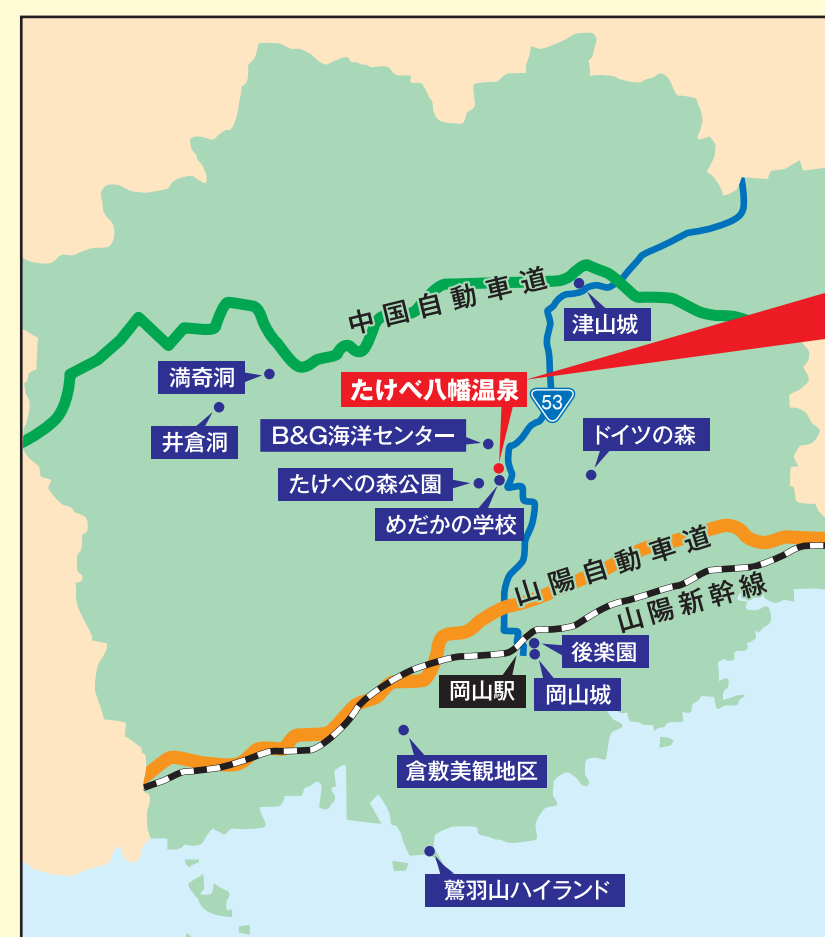 中国自動車道
津山城
満奇洞
たけべ八幡温泉
53
井倉洞
B&G海洋センター
ドイツの森
たけべの森公園
めだかの学校
山陽自動車道
山陽新幹線
後楽園
岡山駅
岡山城
倉敷美観地区
鷲羽山ハイランド